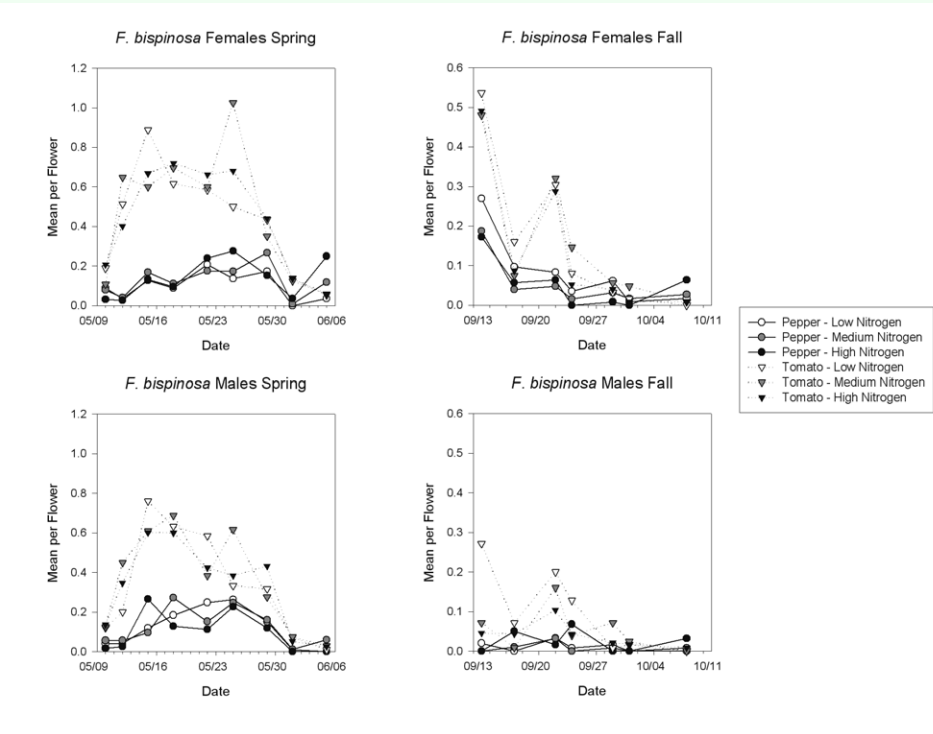 F. bispinosa Females Spring
1.2
1.0
0.8
0.6
0.4
0.2
0.0
Mean per Flower
05/09 05/16 05/23 05/30 06/06
Date
F. bispinosa Females Fall
0.6
0.5
0.4
0.3
0.2
0.1
0.0
Mean per Flower
09/13 09/20 09/27 10/04 10/11
Date
Pepper - Low Nitrogen
Pepper - Medium Nitrogen
Pepper - High Nitrogen
Tomato - Low Nitrogen
Tomato - Medium Nitrogen
Tomato - High Nitrogen
F. bispinosa Males Spring
1.2
1.0
0.8
0.6
0.4
0.2
0.0
Mean per Flower
05/09 05/16 05/23 05/30 06/06
Date
F. bispinosa Males Fall
0.6
0.5
0.4
0.3
0.2
0.1
0.0
Mean per Flower
09/13 09/20 09/27 10/04 10/11
Date